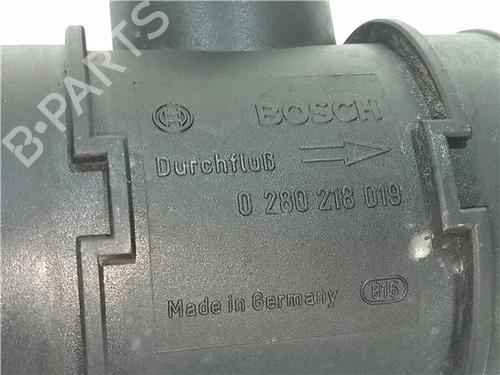 B-PARTS
BOSCH
Durchfluß
0 280 218 019
Made in Germany 816